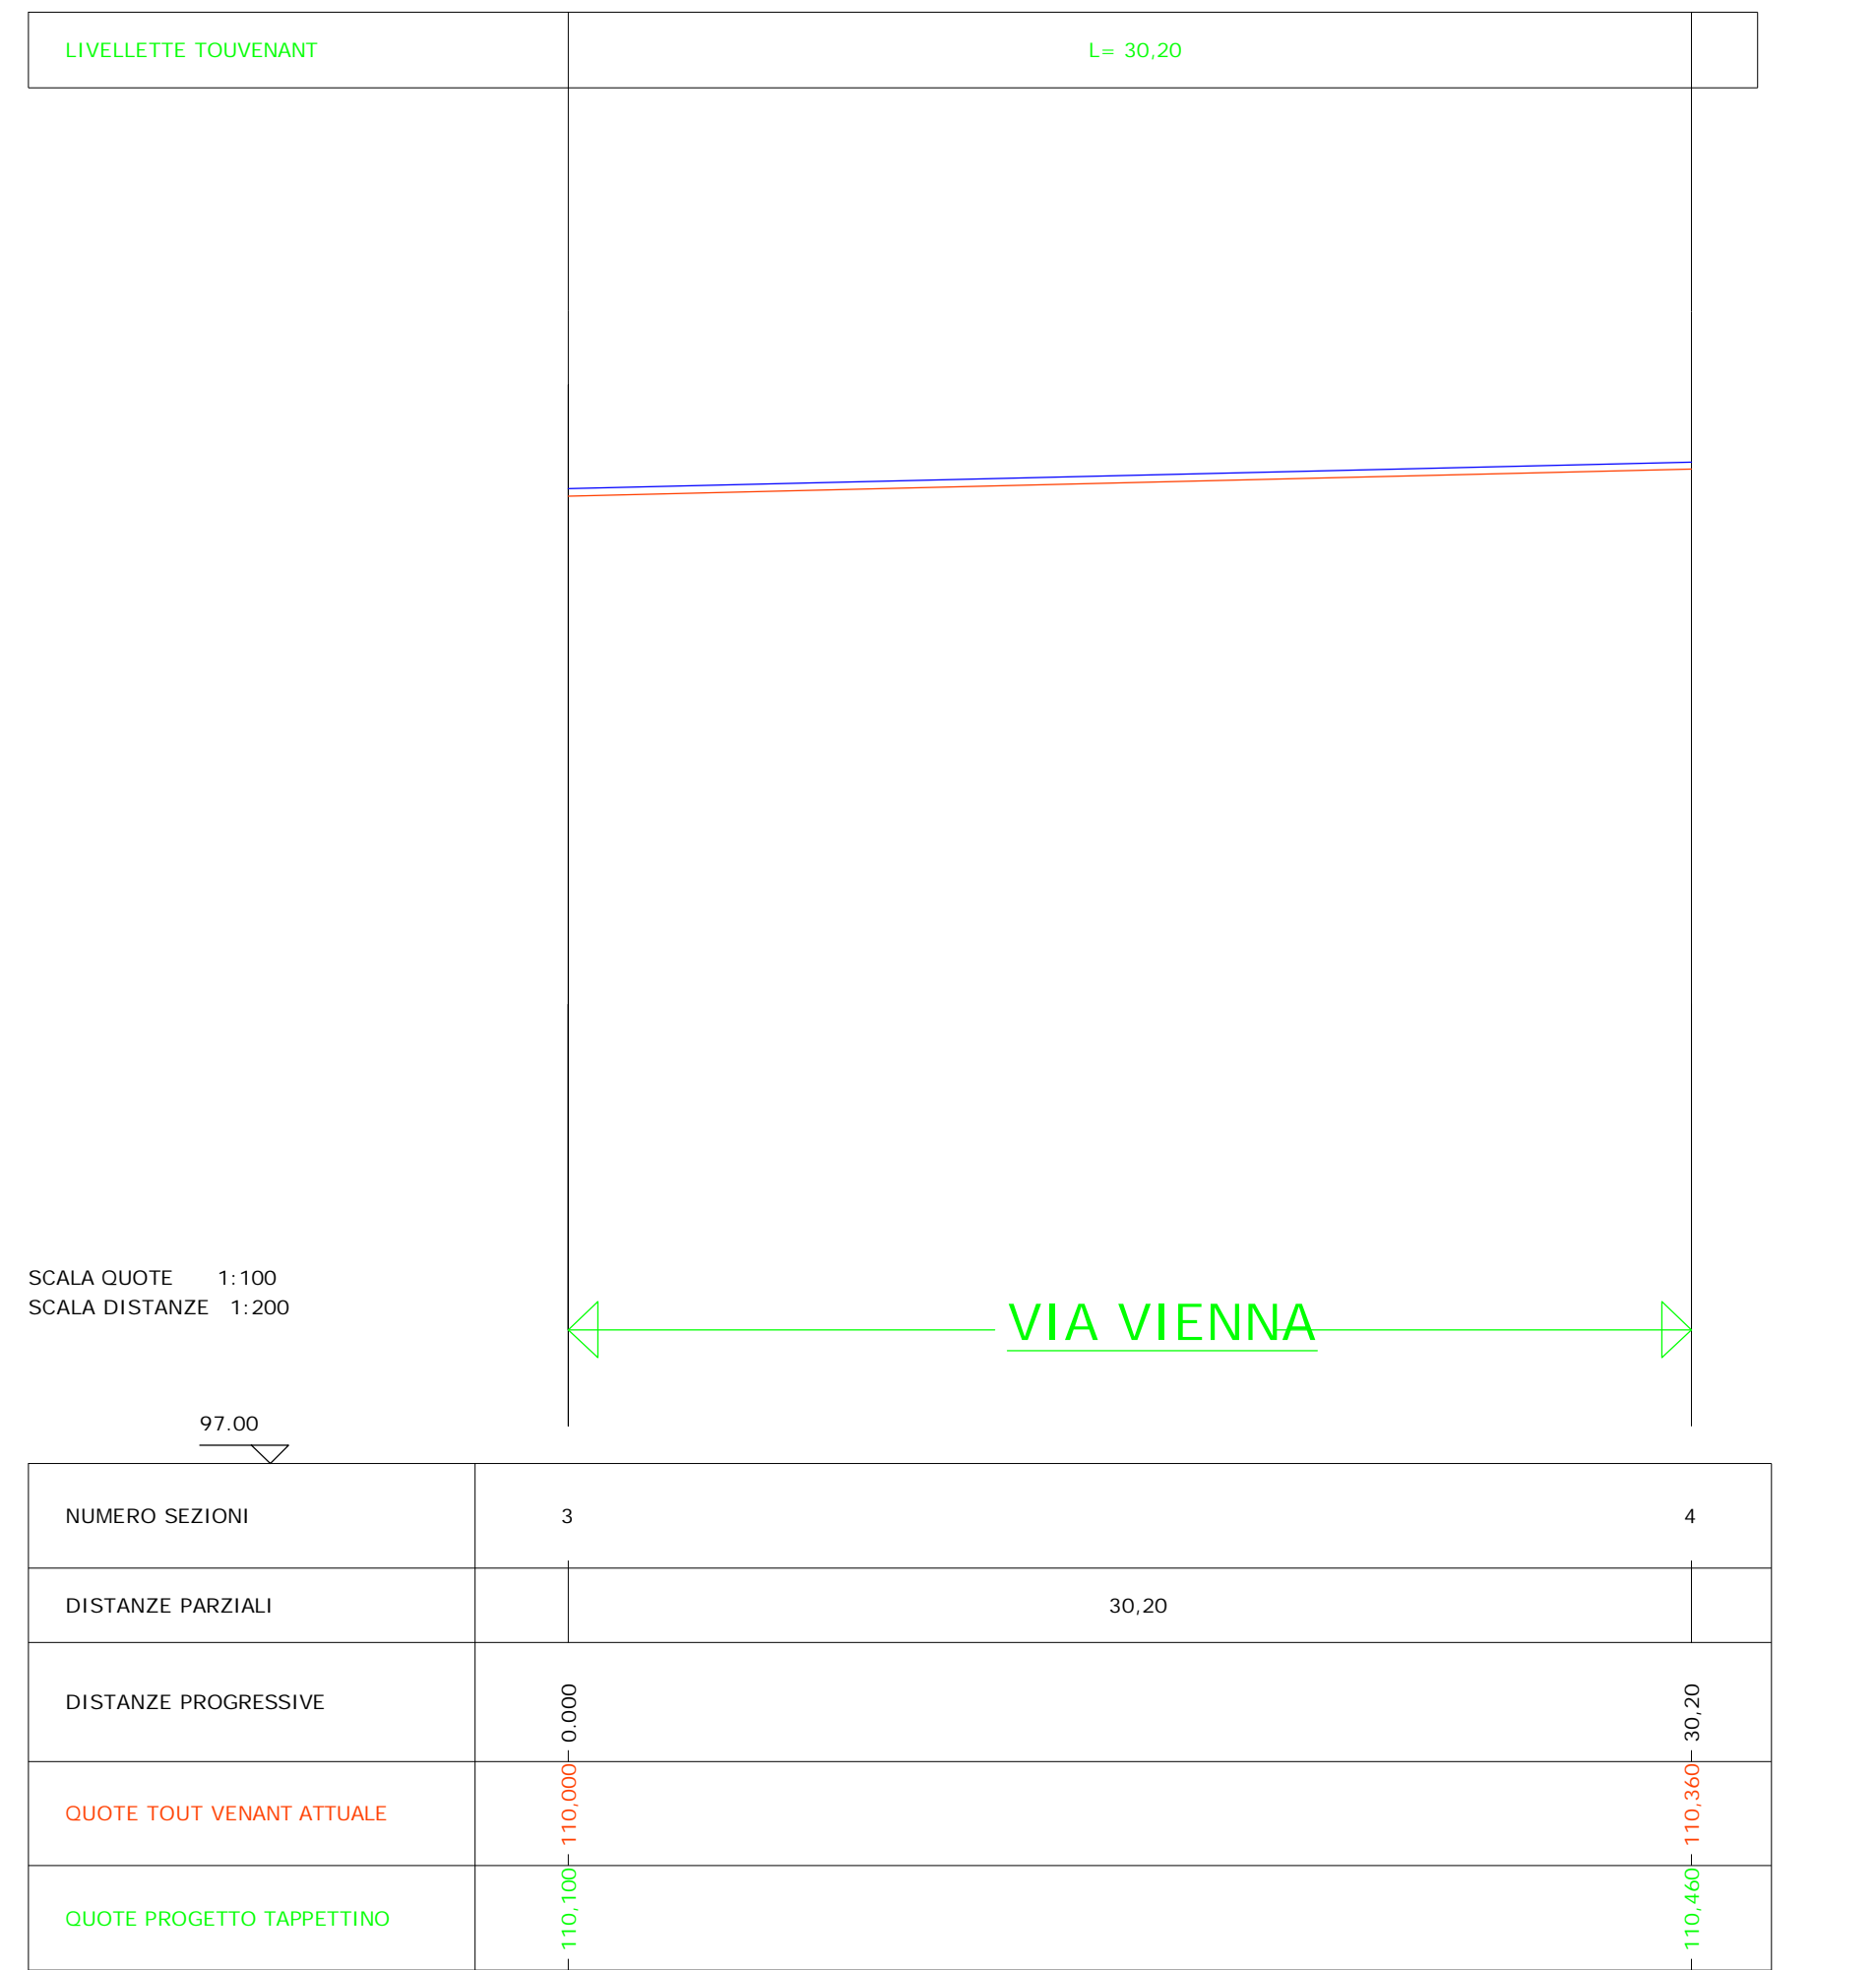 LIVELLETTE TOUVENANT L= 30,20
SCALA QUOTE 1:100
SCALA DISTANZE 1:200
VIA VIENNA
97.00
NUMERO SEZIONI 3 4
DISTANZE PARZIALI 30,20
DISTANZE PROGRESSIVE 0.000 30,20
QUOTE TOUT VENANT ATTUALE 110,000 110,360
QUOTE PROGETTO TAPPETTINO 110,100 110,460